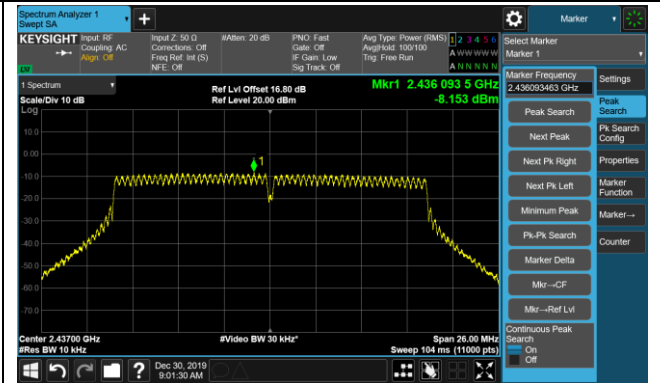 Spectrum Analyzer 1
Swept SA
+
Marker
KEYSIGHT
Input: RF
Coupling: AC
Align: Off
Input Z: 50 Ω
Corrections: Off
Freq Ref: Int (S)
NFE: Off
#Atten: 20 dB
PNO: Fast
Gate: Off
IF Gain: Low
Sig Track: Off
Avg Type: Power (RMS)
Avg|Hold: 100/100
Trig: Free Run
1 2 3 4 5 6
A W W W W W
A N N N N N
Select Marker
Marker 1
1 Spectrum
Scale/Div 10 dB
Log
Ref Lvl Offset 16.80 dB
Ref Level 20.00 dBm
Mkr1 2.436 093 5 GHz
-8.153 dBm
10.0
0.00
-10.0
-20.0
-30.0
-40.0
-50.0
-60.0
-70.0
1
Center 2.43700 GHz
#Res BW 10 kHz
#Video BW 30 kHz*
Span 26.00 MHz
Sweep 104 ms (11000 pts)
Marker Frequency
2.436093463 GHz
Peak Search
Next Peak
Next Pk Right
Next Pk Left
Minimum Peak
Pk-Pk Search
Marker Delta
Mkr→CF
Mkr→Ref Lvl
Continuous Peak
Search
On
Off
Settings
Peak
Search
Pk Search
Config
Properties
Marker
Function
Marker→
Counter
?
Dec 30, 2019
9:01:30 AM